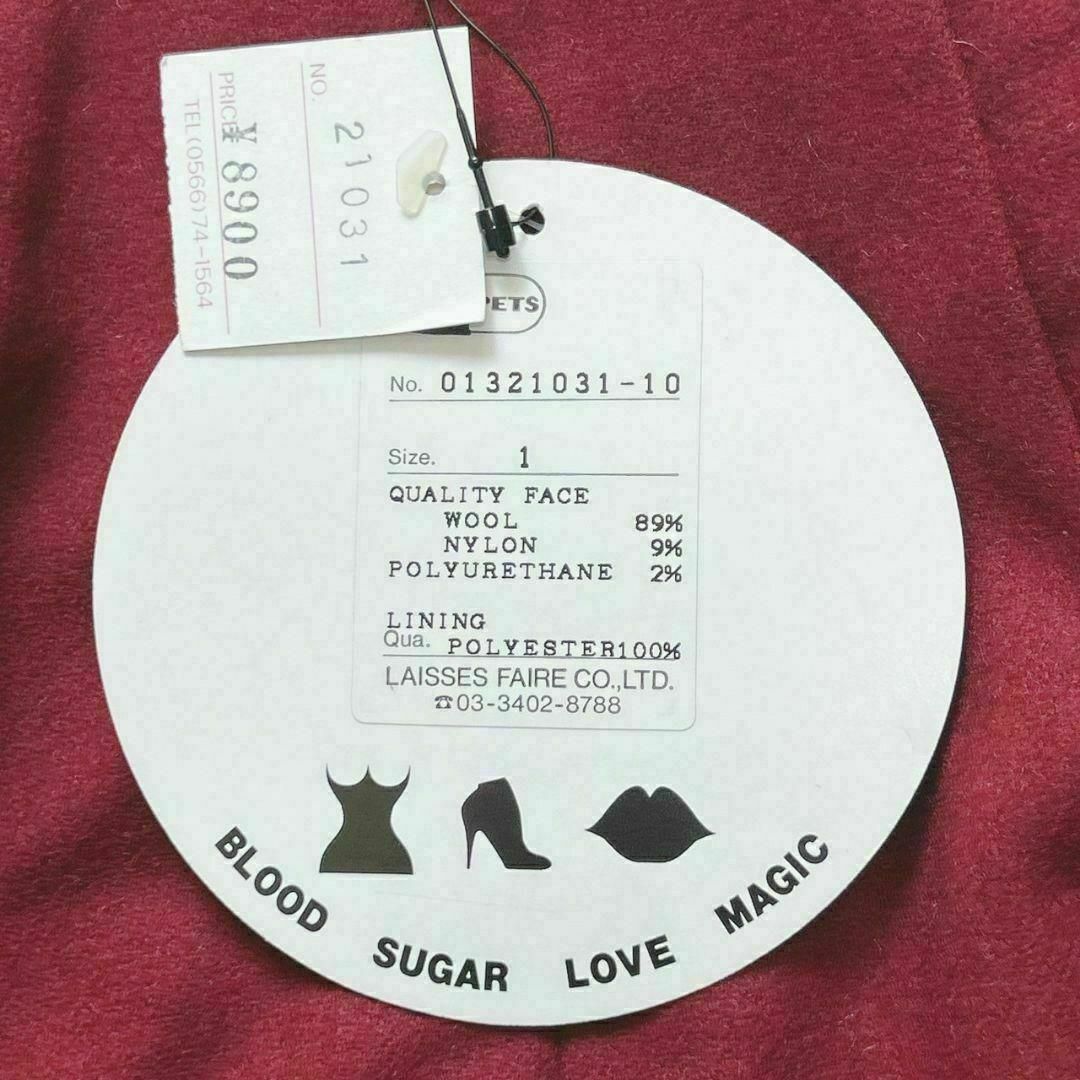 NO.
21031
PRICE
¥ 8900
TEL(0566)74-1564
PETS
No. 01321031-10
Size. 1
QUALITY FACE
WOOL 89%
NYLON 9%
POLYURETHANE 2%
LINING
Qua. POLYESTER100%
LAISSES FAIRE CO.,LTD.
☎03-3402-8788
BLOOD SUGAR LOVE MAGIC